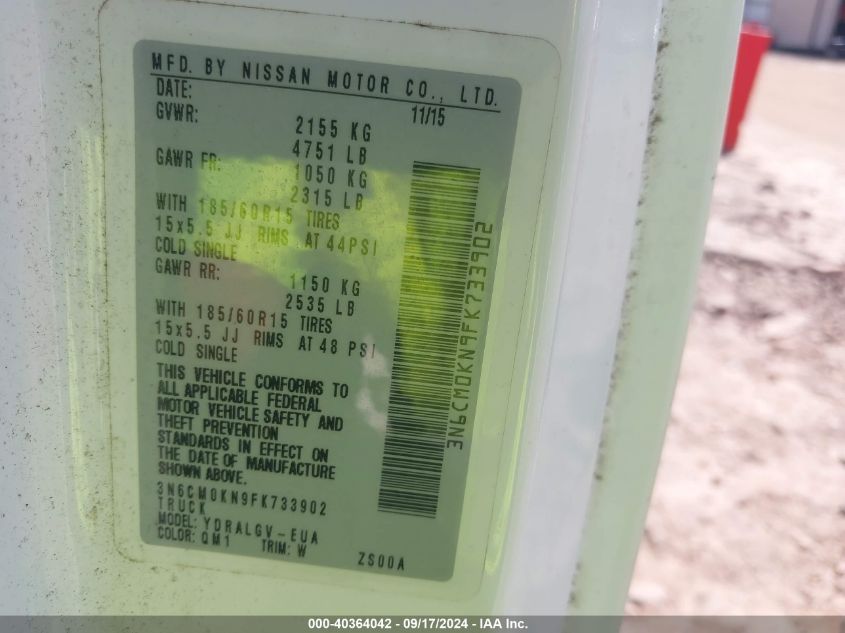 MFD. BY NISSAN MOTOR CO., LTD.
DATE: 11/15
GVWR: 2155 KG
4751 LB
GAWR FR: 1050 KG
2315 LB
WITH 185/60R15 TIRES
15x5.5 JJ RIMS AT 44PSI
COLD SINGLE
GAWR RR: 1150 KG
2535 LB
WITH 185/60R15 TIRES
15x5.5 JJ RIMS AT 48 PSI
COLD SINGLE
THIS VEHICLE CONFORMS TO
ALL APPLICABLE FEDERAL
MOTOR VEHICLE SAFETY AND
THEFT PREVENTION
STANDARDS IN EFFECT ON
THE DATE OF MANUFACTURE
SHOWN ABOVE.
3N6CM0KN9FK733902
TRUCK
MODEL: YDRALGV-EUA
COLOR: QM1 TRIM: W ZS00A
3N6CM0KN9FK733902
000-40364042 - 09/17/2024 - IAA Inc.